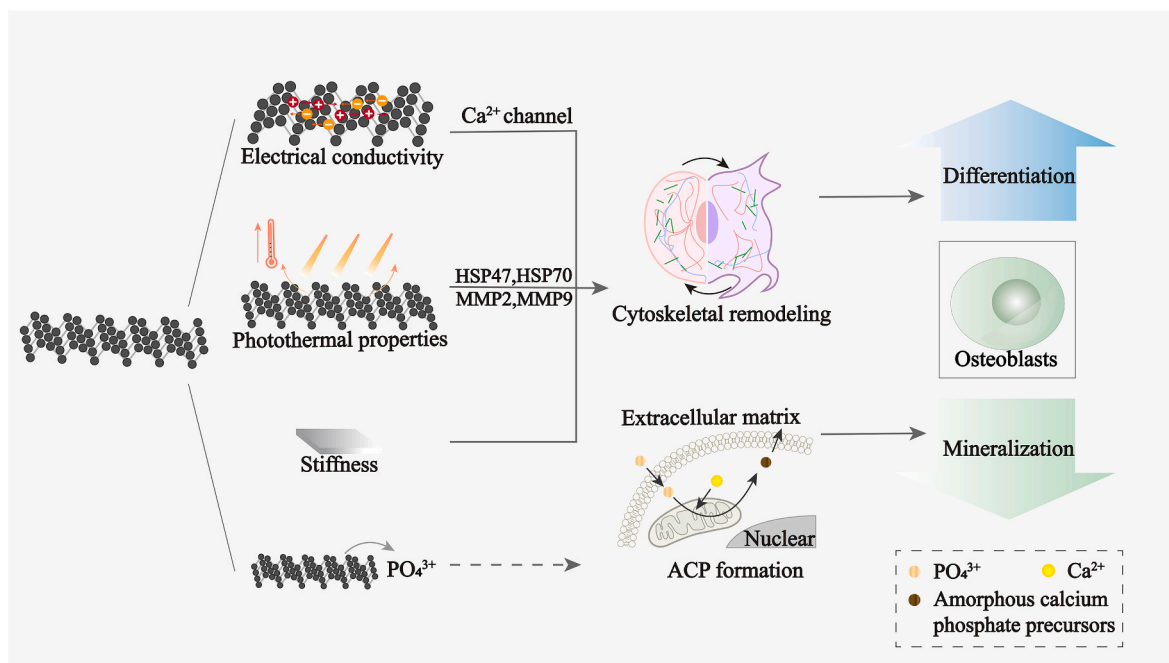 Electrical conductivity
Photothermal properties
Stiffness
PO₄³⁺
Ca²⁺ channel
HSP47,HSP70
MMP2,MMP9
Cytoskeletal remodeling
Extracellular matrix
Nuclear
ACP formation
Differentiation
Osteoblasts
Mineralization
PO₄³⁺
Ca²⁺
Amorphous calcium
phosphate precursors